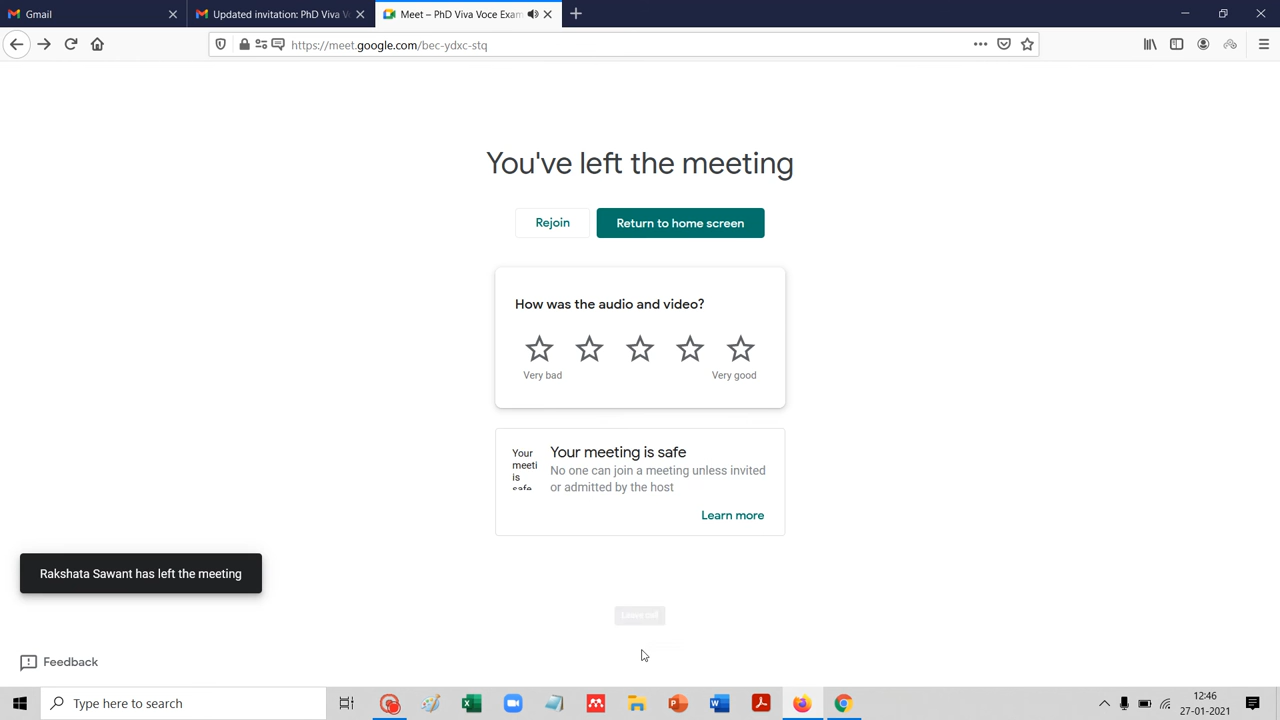 Gmail
Updated invitation: PhD Viva V
Meet – PhD Viva Voce Exam
https://meet.google.com/bec-ydxc-stq
You've left the meeting
Rejoin
Return to home screen
How was the audio and video?
Very bad
Very good
Your
meeti
is
safe
Your meeting is safe
No one can join a meeting unless invited
or admitted by the host
Learn more
Rakshata Sawant has left the meeting
Leave call
Feedback
Type here to search
12:46
27-01-2021